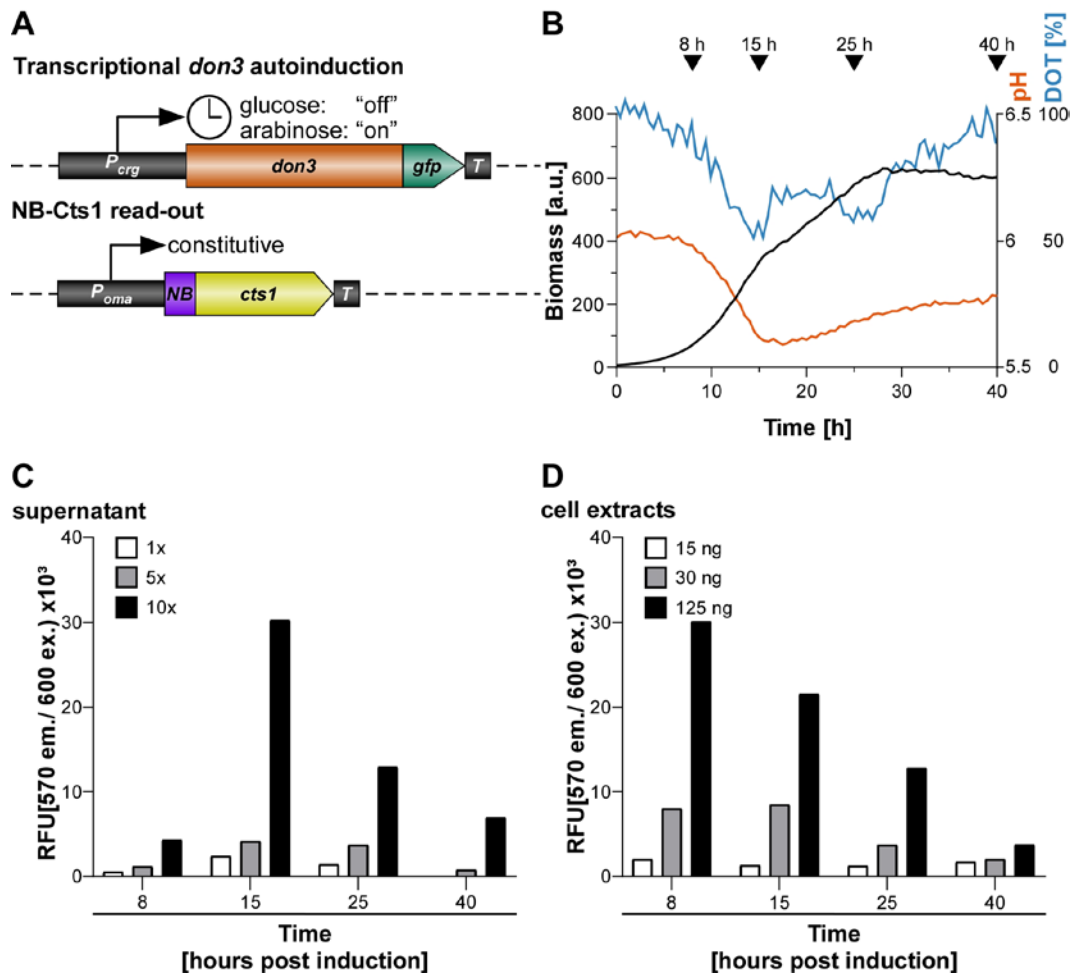 A
Transcriptional don3 autoinduction
glucose: "off"
arabinose: "on"
Pcrg
don3
gfp
T
NB-Cts1 read-out
constitutive
Poma
NB
cts1
T
B
8 h 15 h 25 h 40 h
pH
DOT [%]
Biomass [a.u.]
800
600
400
200
0
6.5
6
5.5
100
50
0
0 10 20 30 40
Time [h]
C
supernatant
1x
5x
10x
RFU[570 em./ 600 ex.) x10³
40
30
20
10
0
8 15 25 40
Time
[hours post induction]
D
cell extracts
15 ng
30 ng
125 ng
RFU[570 em./ 600 ex.) x10³
40
30
20
10
0
8 15 25 40
Time
[hours post induction]